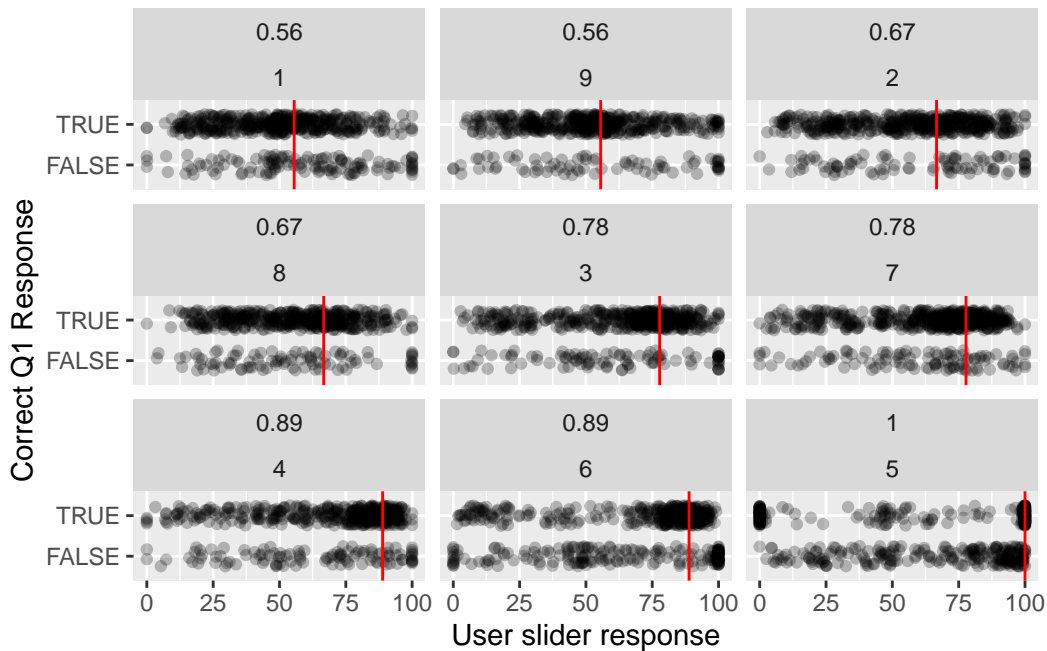 0.56 0.56 0.67
1 9 2
TRUE
FALSE
0.67 0.78 0.78
8 3 7
TRUE
FALSE
0.89 0.89 1
4 6 5
TRUE
FALSE
0 25 50 75 100 0 25 50 75 100 0 25 50 75 100
User slider response
Correct Q1 Response